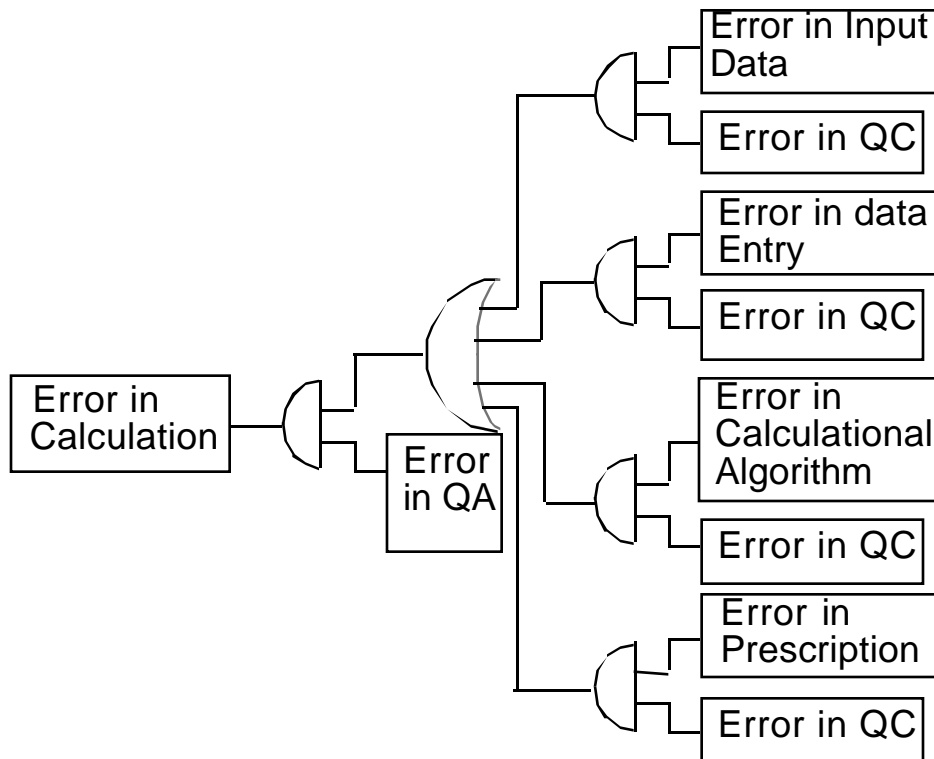 Error in Input
Data
Error in QC
Error in data
Entry
Error in QC
Error in
Calculation
Error
in QA
Error in
Calculational
Algorithm
Error in QC
Error in
Prescription
Error in QC